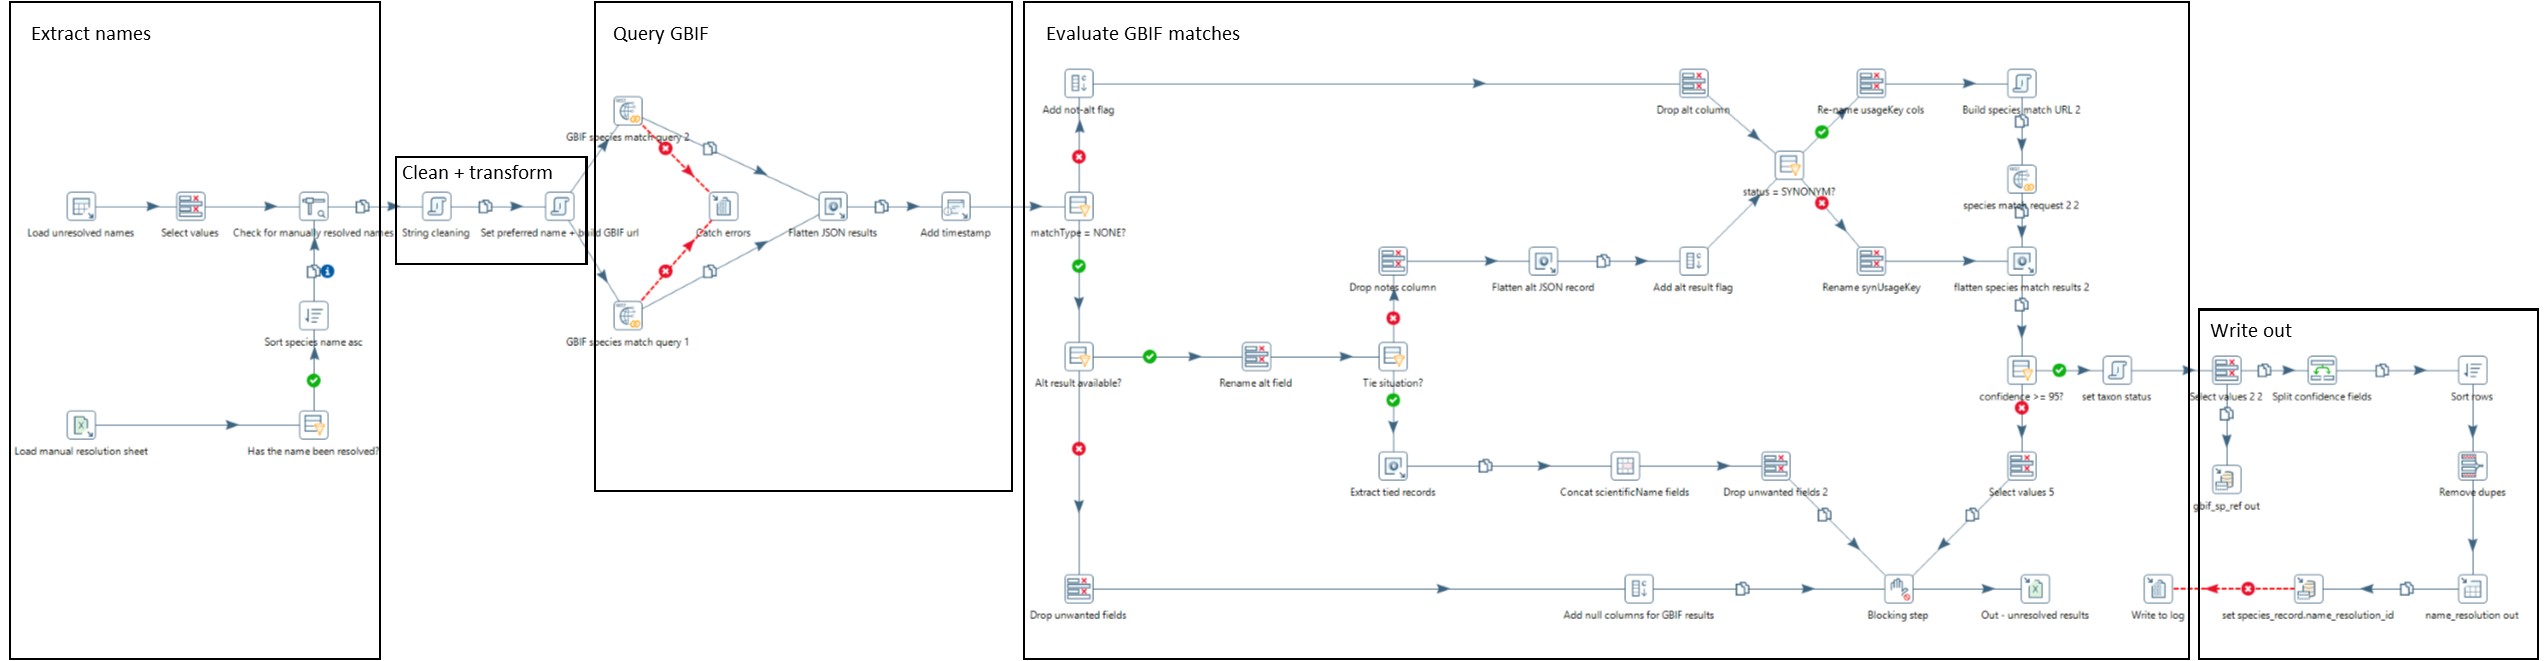 Extract names
Load unresolved names
Select values
Check for manually resolved names
Sort species name asc
Load manual resolution sheet
Has the name been resolved?
Clean + transform
String cleaning
Set preferred name + build GBIF url
Query GBIF
GBIF species match query 2
Catch errors
Flatten JSON results
Add timestamp
GBIF species match query 1
Evaluate GBIF matches
Add not-alt flag
Drop alt column
Re-name usageKey cols
Build species match URL 2
status = SYNONYM?
species match request 2 2
matchType = NONE?
Drop notes column
Flatten alt JSON record
Add alt result flag
Rename synUsageKey
flatten species match results 2
Alt result available?
Rename alt field
Tie situation?
confidence >= 95?
set taxon status
Extract tied records
Concat scientificName fields
Drop unwanted fields 2
Select values 5
Drop unwanted fields
Add null columns for GBIF results
Blocking step
Out - unresolved results
Write to log
Write out
Select values 2 2
Split confidence fields
Sort rows
gbif_sp_ref out
Remove dupes
set species_record.name_resolution_id
name_resolution out